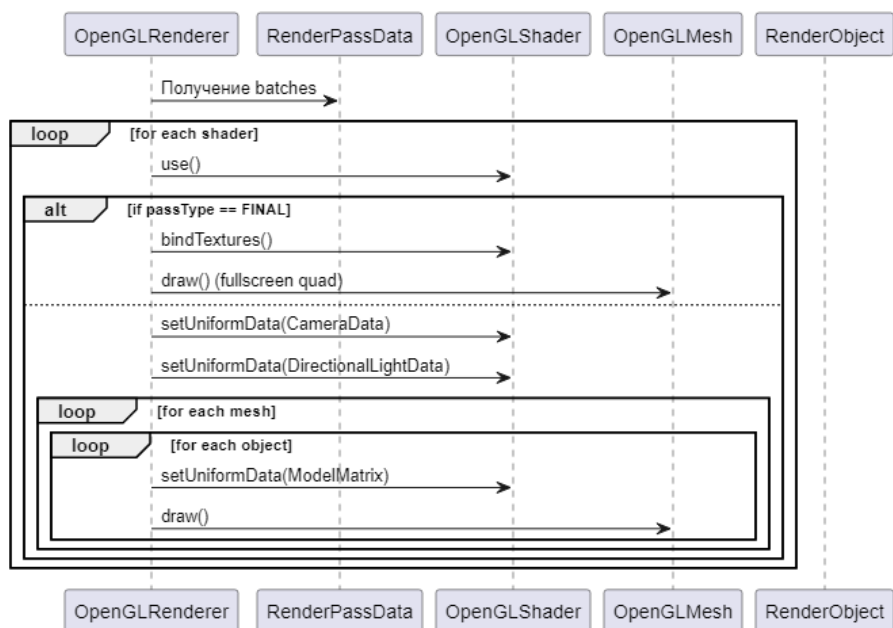 OpenGLRenderer RenderPassData OpenGLShader OpenGLMesh RenderObject
Получение batches
loop [for each shader]
use()
alt [if passType == FINAL]
bindTextures()
draw() (fullscreen quad)
setUniformData(CameraData)
setUniformData(DirectionalLightData)
loop [for each mesh]
loop [for each object]
setUniformData(ModelMatrix)
draw()
OpenGLRenderer RenderPassData OpenGLShader OpenGLMesh RenderObject